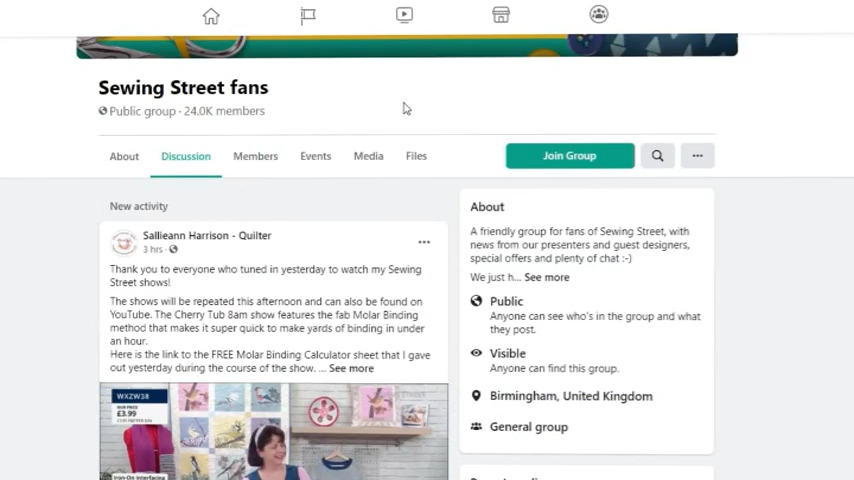 Sewing Street fans
Public group · 24.0K members
About
Discussion
Members
Events
Media
Files
Join Group
New activity
Sallieann Harrison - Quilter
3 hrs ·
Thank you to everyone who tuned in yesterday to watch my Sewing
Street shows!
The shows will be repeated this afternoon and can also be found on
YouTube. The Cherry Tub 8am show features the fab Molar Binding
method that makes it super quick to make yards of binding in under
an hour.
Here is the link to the FREE Molar Binding Calculator sheet that I gave
out yesterday during the course of the show. ... See more
WXZW38
OUR PRICE
£3.99
Iron-On Interfacing
About
A friendly group for fans of Sewing Street, with
news from our presenters and guest designers,
special offers and plenty of chat :-)
We just h... See more
Public
Anyone can see who's in the group and what
they post.
Visible
Anyone can find this group.
Birmingham, United Kingdom
General group